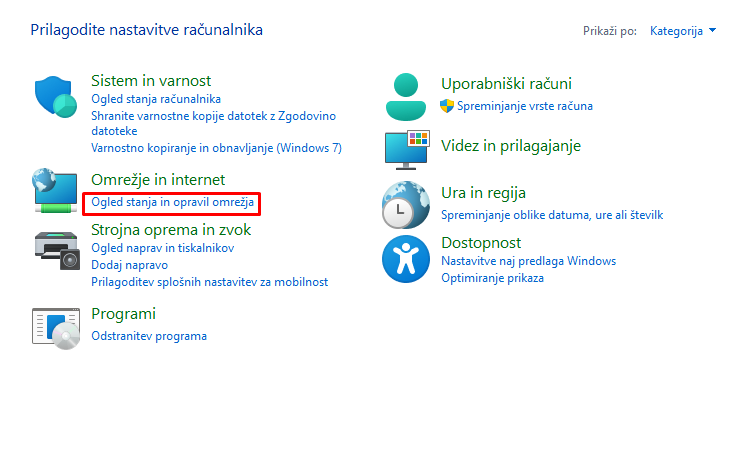 Prilagodite nastavitve računalnika
Prikaži po: Kategorija
Sistem in varnost
Ogled stanja računalnika
Shranite varnostne kopije datotek z Zgodovino
datoteke
Varnostno kopiranje in obnavljanje (Windows 7)
Omrežje in internet
Ogled stanja in opravil omrežja
Strojna oprema in zvok
Ogled naprav in tiskalnikov
Dodaj napravo
Prilagoditev splošnih nastavitev za mobilnost
Programi
Odstranitev programa
Uporabniški računi
Spreminjanje vrste računa
Videz in prilagajanje
Ura in regija
Spreminjanje oblike datuma, ure ali številk
Dostopnost
Nastavitve naj predlaga Windows
Optimiranje prikaza